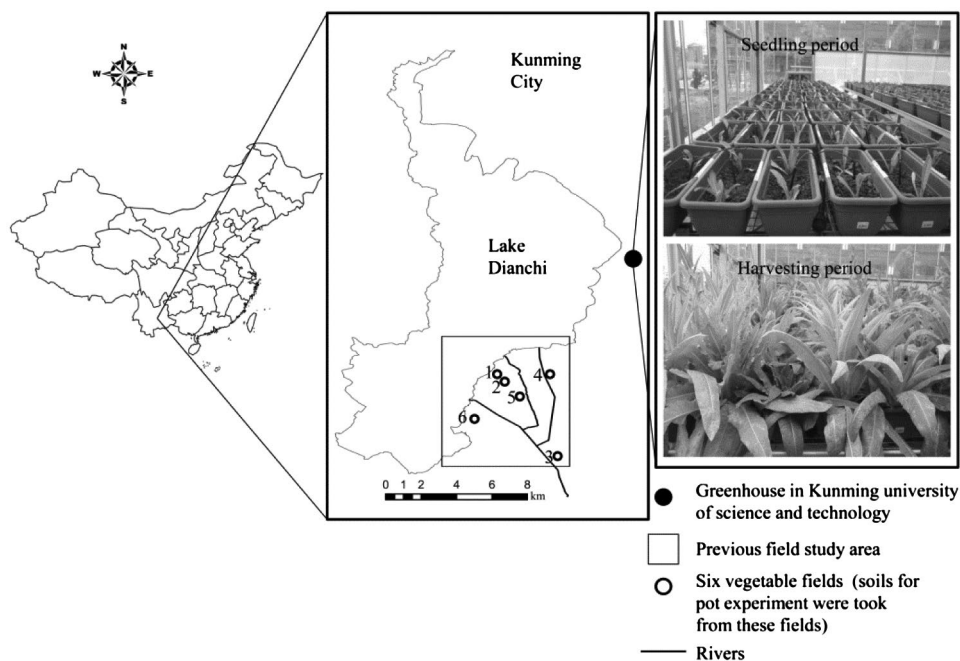 N
W E
S
Kunming
City
Lake
Dianchi
1
2
5
4
6
3
0 1 2 4 6 8
km
Seedling period
Harvesting period
Greenhouse in Kunming university
of science and technology
Previous field study area
Six vegetable fields (soils for
pot experiment were took
from these fields)
Rivers